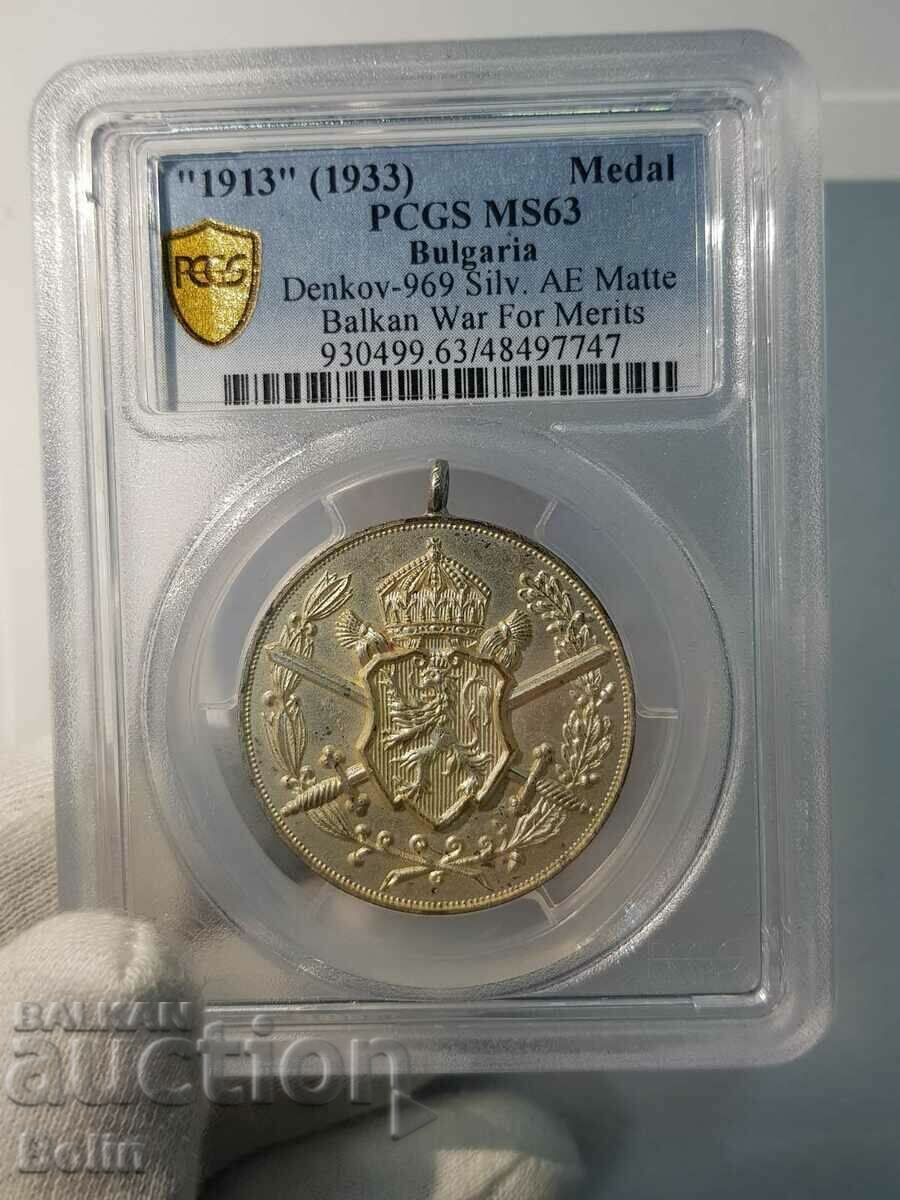 "1913" (1933) Medal
PCGS MS63
Bulgaria
Denkov-969 Silv. AE Matte
Balkan War For Merits
930499.63/48497747
PCGS
BALKAN
auction
Bolin